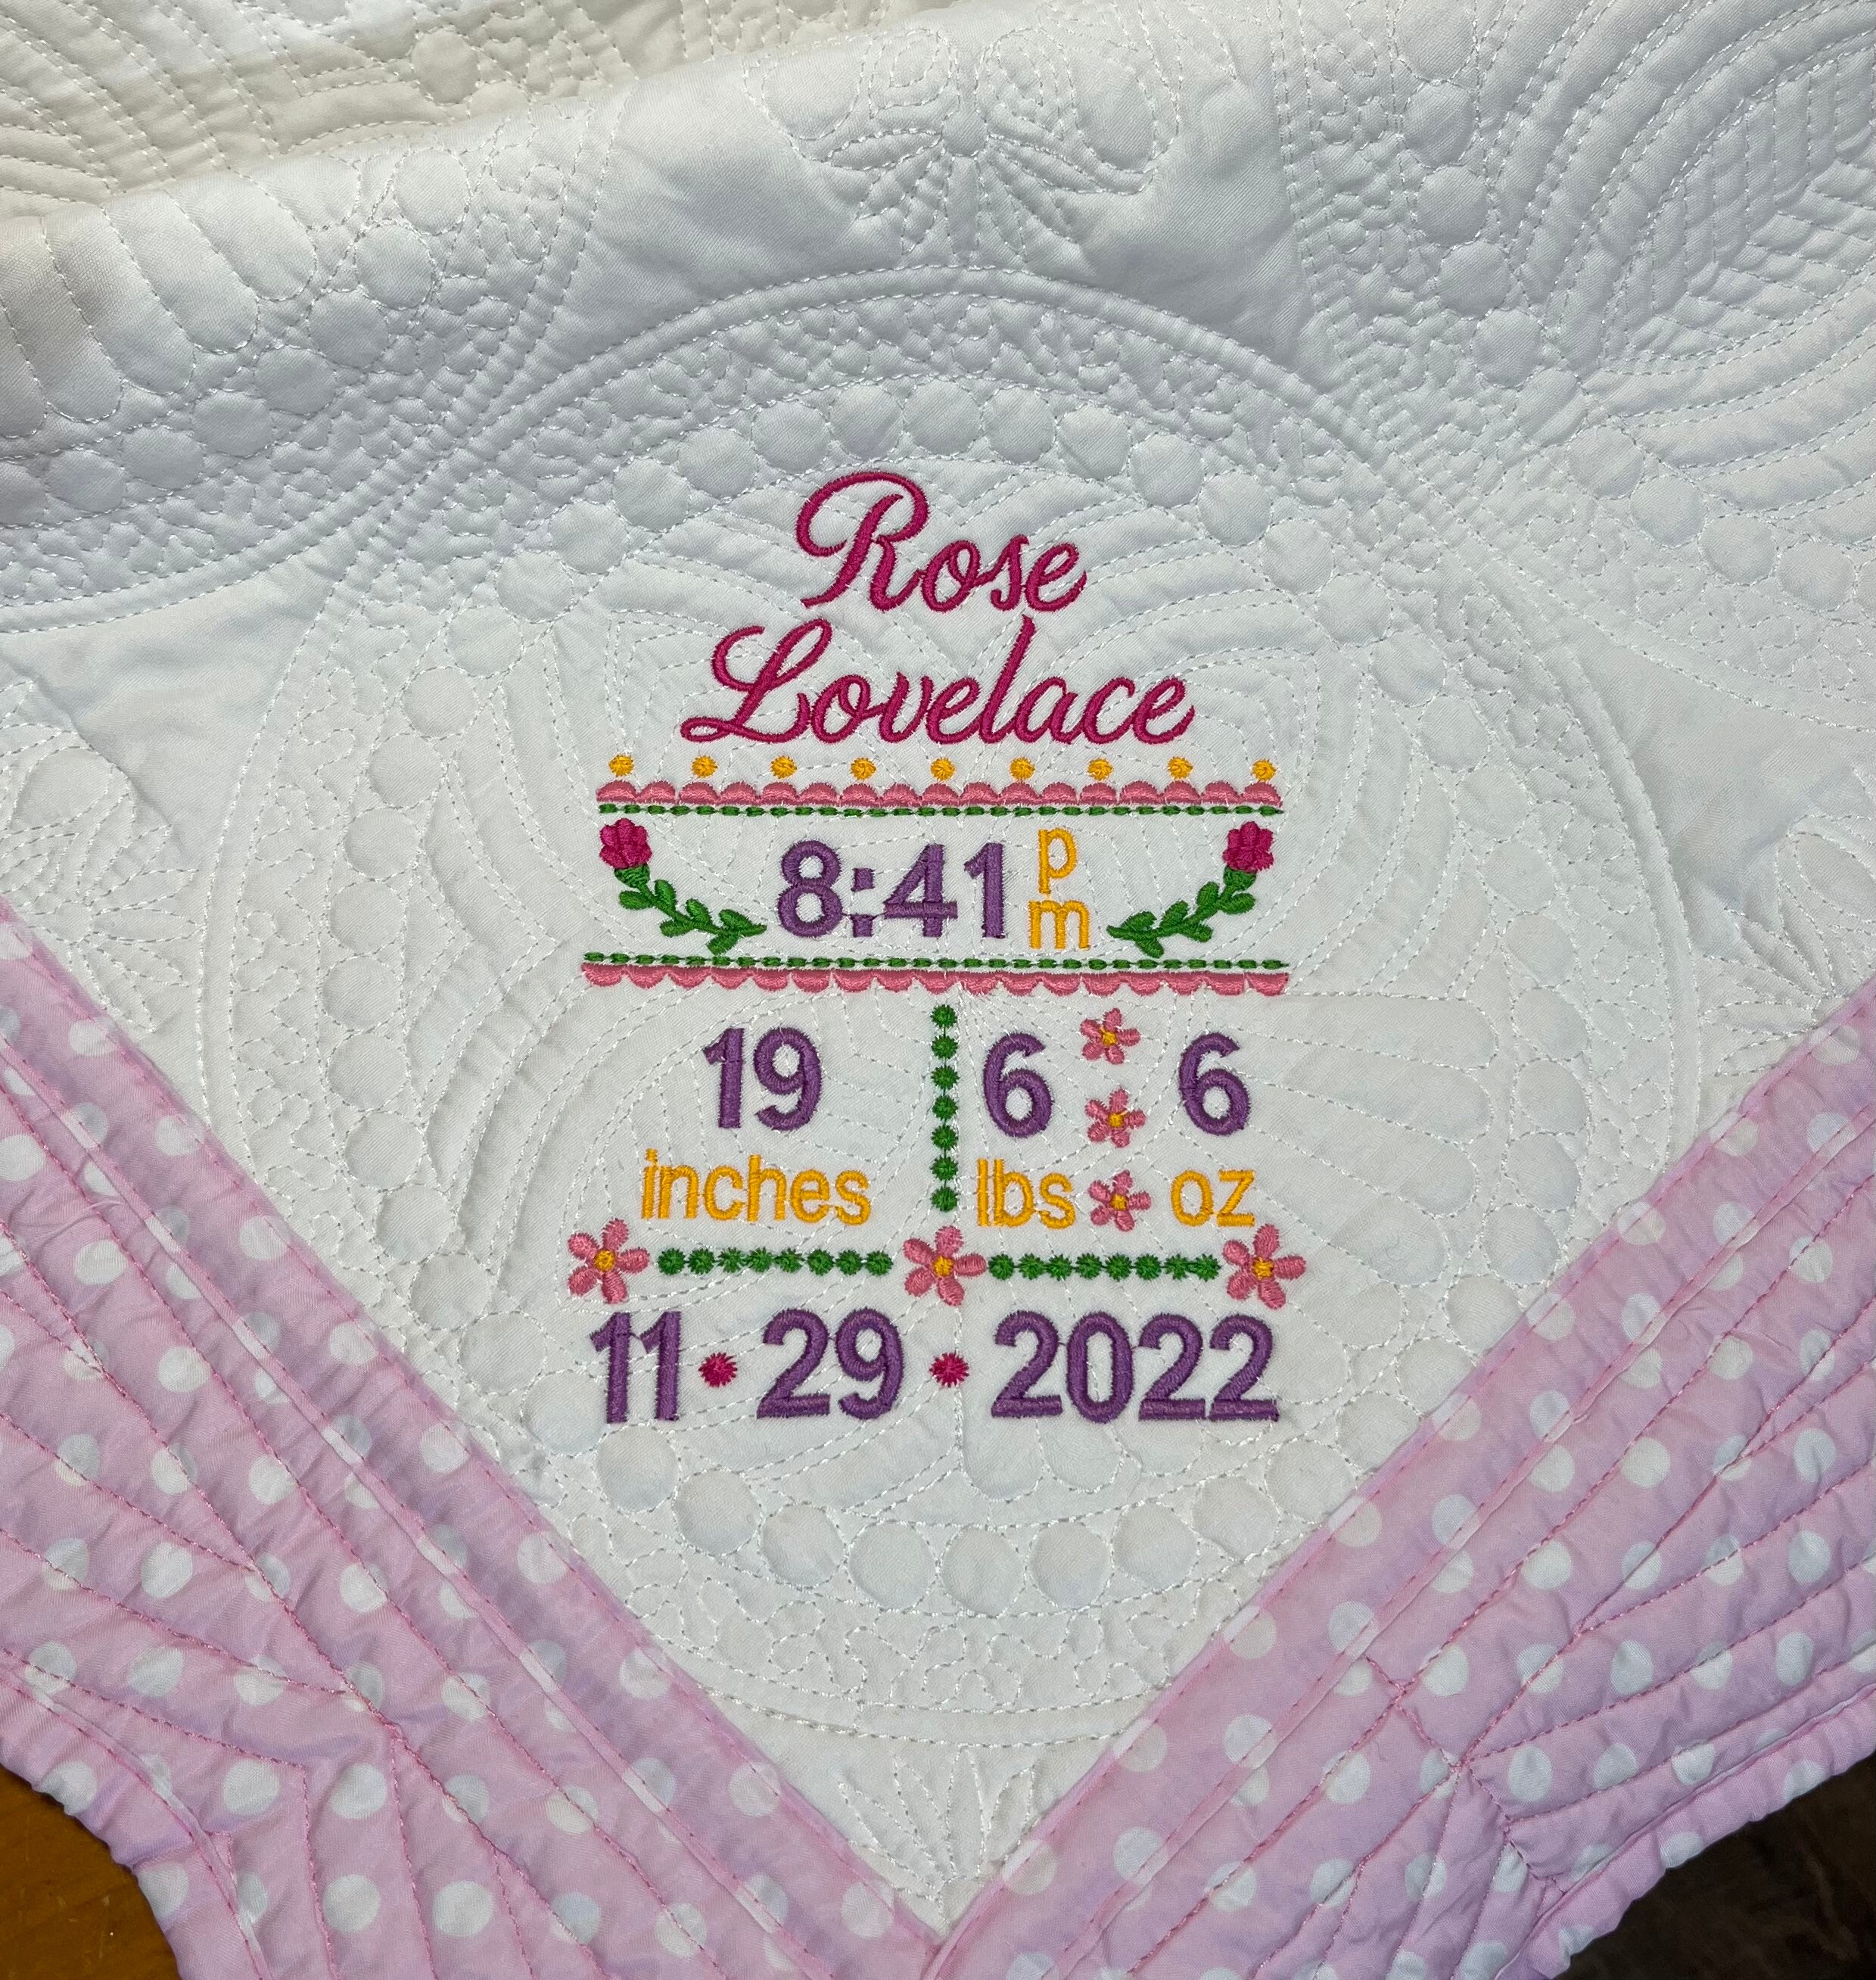 Rose
Lovelace
8:41 pm
19 6 6
inches lbs oz
11 • 29 • 2022